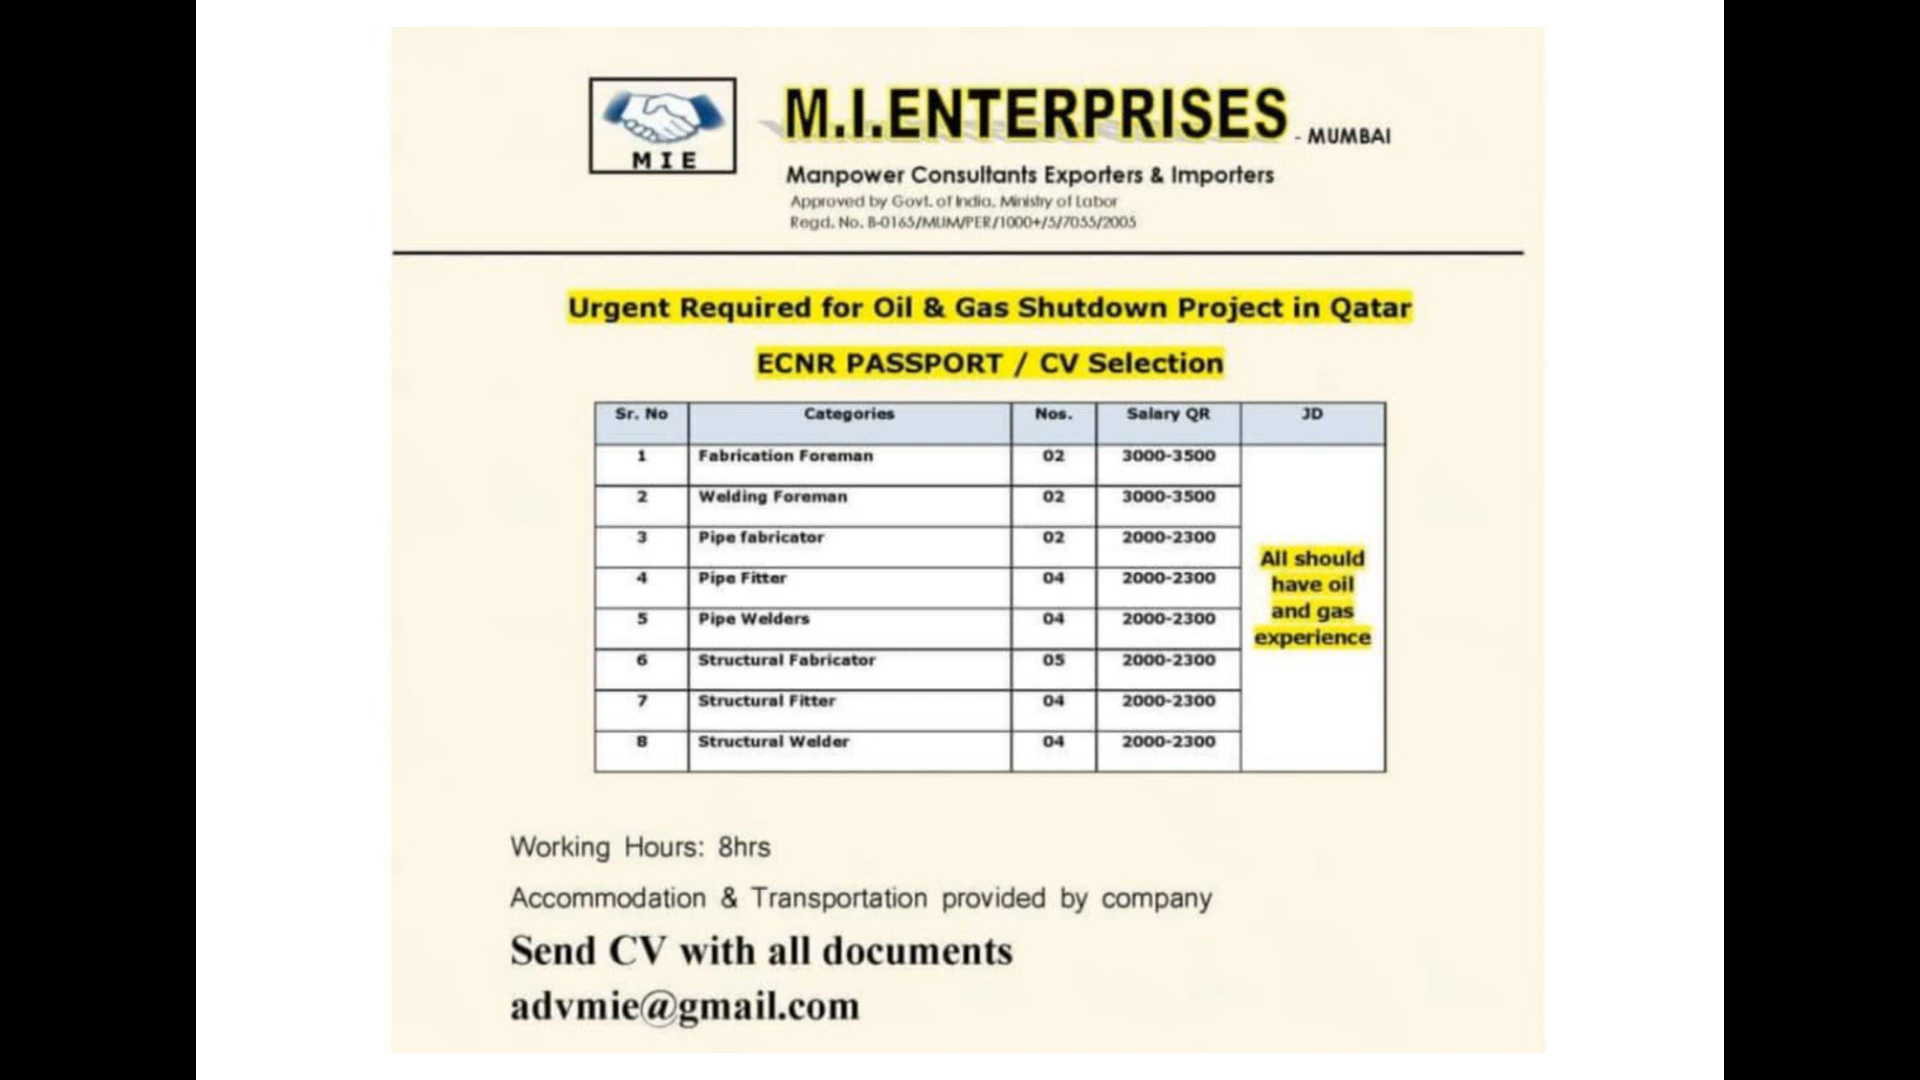 MIE
M.I.ENTERPRISES - MUMBAI
Manpower Consultants Exporters & Importers
Approved by Govt. of India, Ministry of Labor
Regd. No. B-0165/MUM/PER/1000+/5/7055/2005
Urgent Required for Oil & Gas Shutdown Project in Qatar
ECNR PASSPORT / CV Selection
Sr. No Categories Nos. Salary QR JD
1 Fabrication Foreman 02 3000-3500
2 Welding Foreman 02 3000-3500
3 Pipe fabricator 02 2000-2300
4 Pipe Fitter 04 2000-2300
5 Pipe Welders 04 2000-2300
6 Structural Fabricator 05 2000-2300
7 Structural Fitter 04 2000-2300
8 Structural Welder 04 2000-2300
All should
have oil
and gas
experience
Working Hours: 8hrs
Accommodation & Transportation provided by company
Send CV with all documents
advmie@gmail.com